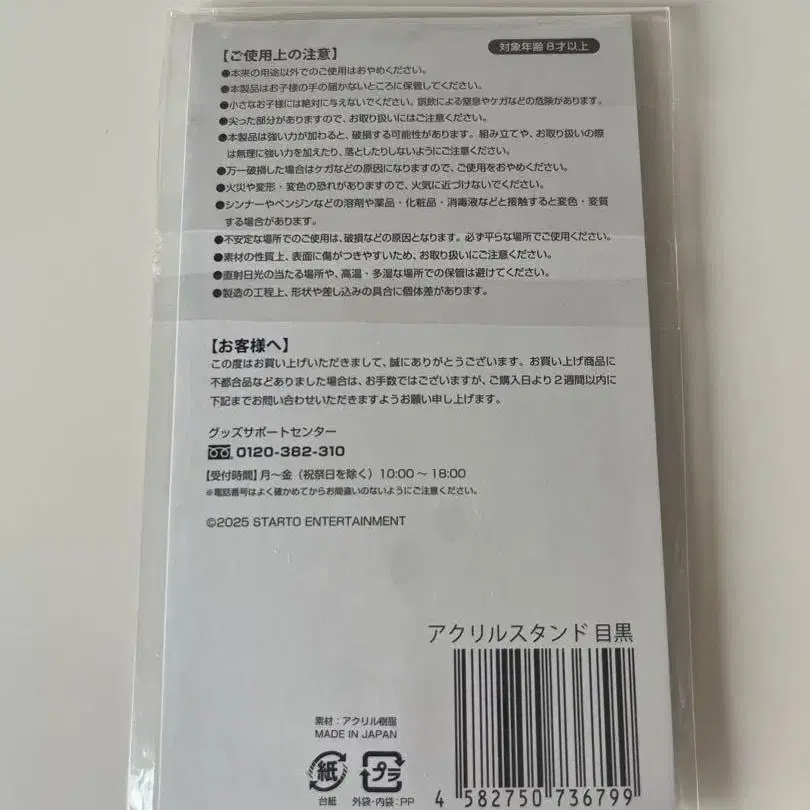 【ご使用上の注意】
対象年齢 8才以上
●本来の用途以外でのご使用はおやめください。
●本製品はお子様の手の届かないところに保管してください。
●小さなお子様には絶対に与えないでください。誤飲による窒息やケガなどの危険があります。
●尖った部分がありますので、お取り扱いにはご注意ください。
●本製品は強い力が加わると、破損する可能性があります。組み立てや、お取り扱いの際
は無理に強い力を加えたり、落としたりしないようにご注意ください。
●万一破損した場合はケガなどの原因になりますので、ご使用をおやめください。
●火災や変形・変色の恐れがありますので、火気に近づけないでください。
●シンナーやベンジンなどの溶剤や薬品・化粧品・消毒液などと接触すると変色・変質
する場合があります。
●不安定な場所でのご使用は、破損などの原因となります。必ず平らな場所でご使用ください。
●素材の性質上、表面に傷がつきやすいため、お取り扱いにご注意ください。
●直射日光の当たる場所や、高温・多湿な場所での保管は避けてください。
●製造の工程上、形状や差し込みの具合に個体差があります。
【お客様へ】
この度はお買い上げいただきまして、誠にありがとうございます。お買い上げ商品に
不都合品などありました場合は、お手数ではございますが、ご購入日より2週間以内に
下記までお問い合わせいただきますようお願い申し上げます。
グッズサポートセンター
0120-382-310
【受付時間】月～金（祝祭日を除く）10:00～18:00
※電話番号はよく確かめてからお間違いのないようにご注意ください。
©2025 STARTO ENTERTAINMENT
アクリルスタンド 目黒
素材：アクリル樹脂
MADE IN JAPAN
紙
台紙
プラ
外袋・内袋：PP
4 582750 736799